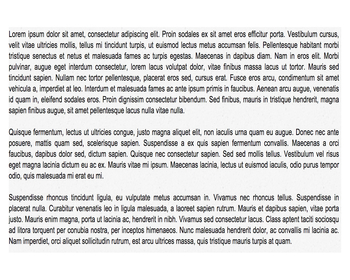 Lorem ipsum dolor sit amet, consectetur adipiscing elit. Proin sodales ex sit amet eros efficitur porta. Vestibulum cursus,
velit vitae ultricies mollis, tellus mi tincidunt turpis, ut euismod lectus metus accumsan felis. Pellentesque habitant morbi
tristique senectus et netus et malesuada fames ac turpis egestas. Maecenas in dapibus diam. Nam in eros elit. Morbi
pulvinar, augue eget interdum consectetur, lorem lacus volutpat dolor, vitae finibus massa lacus ut tortor. Mauris sed
tincidunt sapien. Nullam nec tortor pellentesque, placerat eros sed, cursus erat. Fusce eros arcu, condimentum sit amet
vehicula a, imperdiet at leo. Interdum et malesuada fames ac ante ipsum primis in faucibus. Aenean arcu augue, venenatis
id quam in, eleifend sodales eros. Proin dignissim consectetur bibendum. Sed finibus, mauris in tristique hendrerit, magna
sapien finibus augue, sit amet pellentesque lacus nulla vitae nulla.
Quisque fermentum, lectus ut ultricies congue, justo magna aliquet elit, non iaculis urna quam eu augue. Donec nec ante
posuere, mattis quam sed, scelerisque sapien. Suspendisse a ex quis sapien fermentum convallis. Maecenas a orci
faucibus, dapibus dolor sed, dictum sapien. Quisque nec consectetur sapien. Sed sed mollis tellus. Vestibulum vel risus
eget magna lacinia dictum eu ac ex. Mauris vitae mi ipsum. Maecenas lacinia, lectus ut euismod iaculis, odio purus tempor
odio, quis malesuada mi erat eu mi.
Suspendisse rhoncus tincidunt ligula, eu vulputate metus accumsan in. Vivamus nec rhoncus tellus. Suspendisse in
placerat nulla. Curabitur venenatis leo in ligula malesuada, a laoreet sapien rutrum. Mauris at dapibus sapien, vitae porta
justo. Mauris enim magna, porta ut lacinia ac, hendrerit in nibh. Vivamus sed consectetur lacus. Class aptent taciti sociosqu
ad litora torquent per conubia nostra, per inceptos himenaeos. Nunc malesuada hendrerit dolor, ac convallis mi lacinia ac.
Nam imperdiet, orci aliquet sollicitudin rutrum, est arcu ultrices massa, quis tristique mauris turpis at quam.